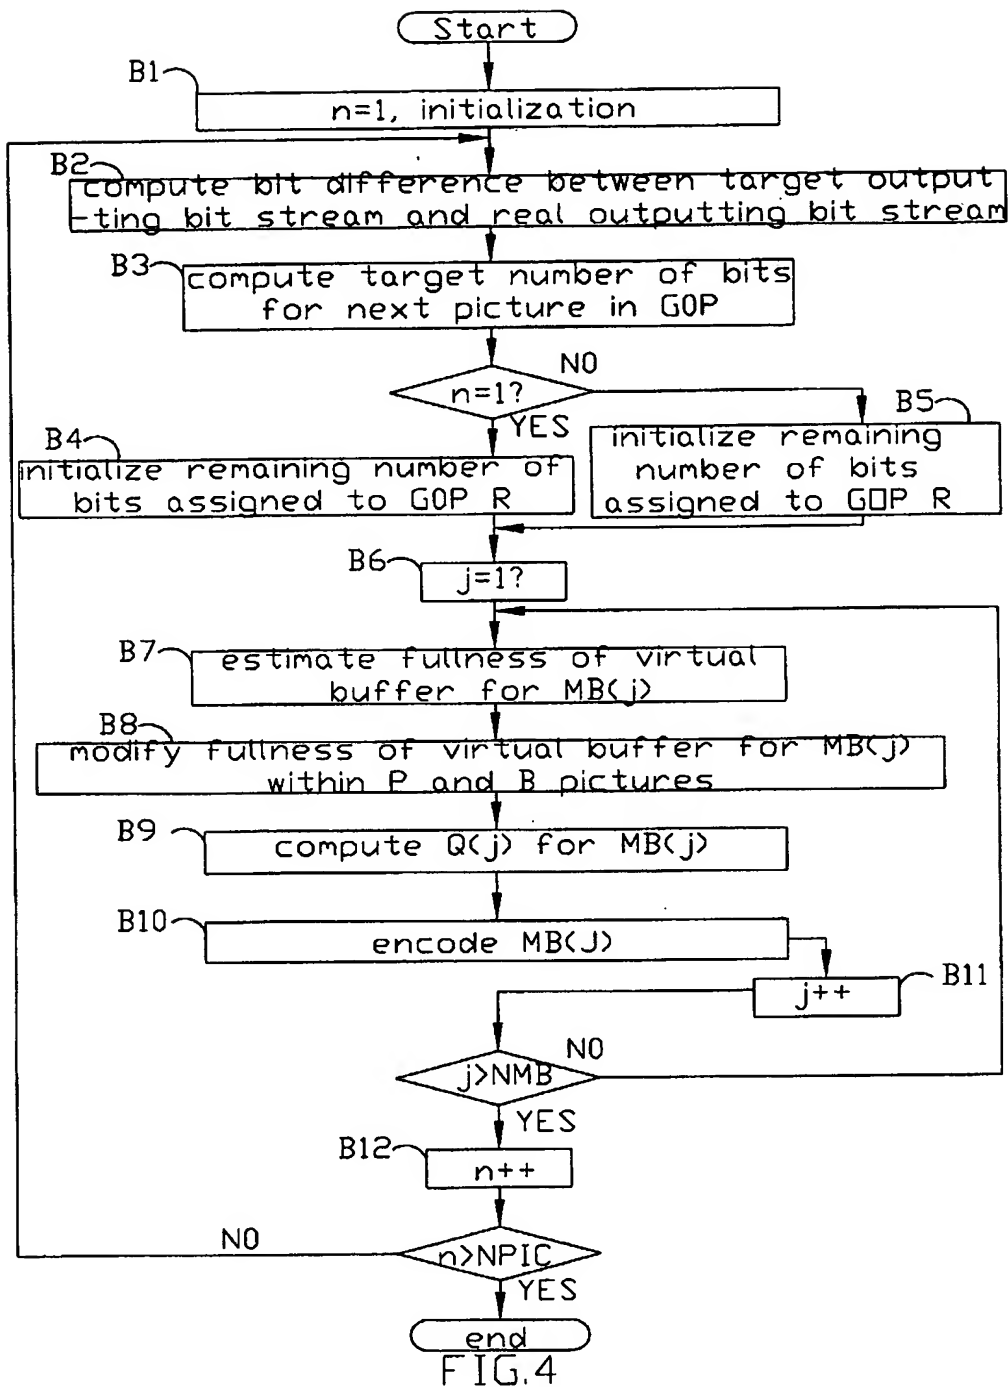 Start
B1
n=1, initialization
B2
compute bit difference between target output
-ting bit stream and real outputting bit stream
B3
compute target number of bits
for next picture in GOP
NO
n=1?
YES
B4
initialize remaining number of
bits assigned to GOP R
B5
initialize remaining
number of bits
assigned to GOP R
B6
j=1?
B7
estimate fullness of virtual
buffer for MB(j)
B8
modify fullness of virtual buffer for MB(j)
within P and B pictures
B9
compute Q(j) for MB(j)
B10
encode MB(J)
B11
j++
NO
j>NMB
YES
B12
n++
NO
n>NPIC
YES
end
FIG.4